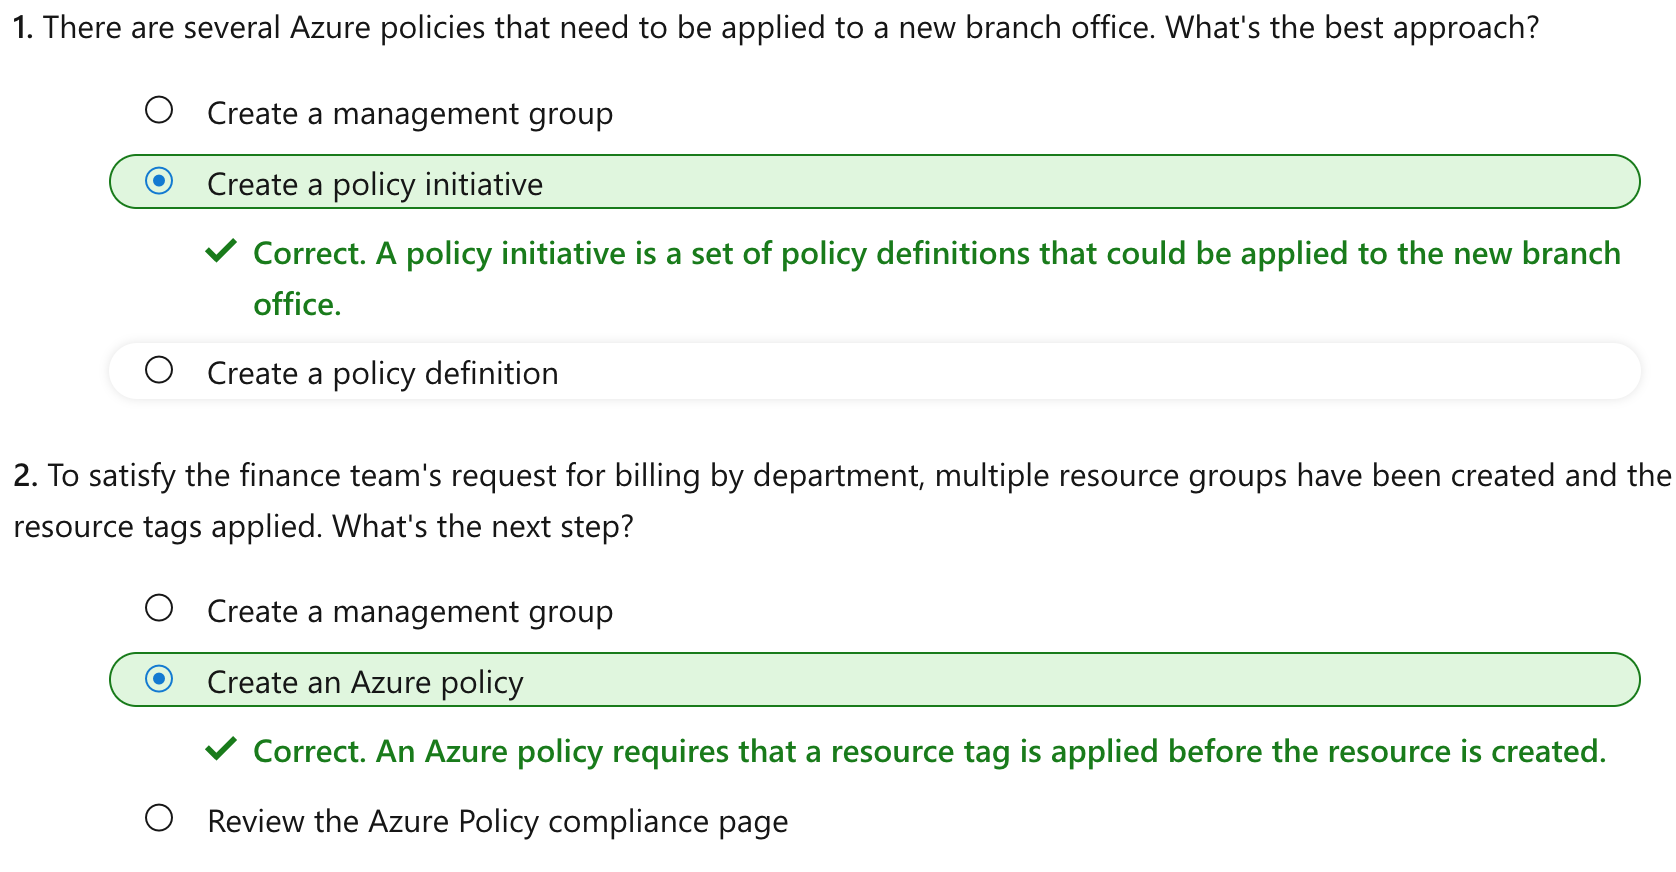 1. There are several Azure policies that need to be applied to a new branch office. What's the best approach?
Create a management group
Create a policy initiative
Correct. A policy initiative is a set of policy definitions that could be applied to the new branch
office.
Create a policy definition
2. To satisfy the finance team's request for billing by department, multiple resource groups have been created and the
resource tags applied. What's the next step?
Create a management group
Create an Azure policy
Correct. An Azure policy requires that a resource tag is applied before the resource is created.
Review the Azure Policy compliance page